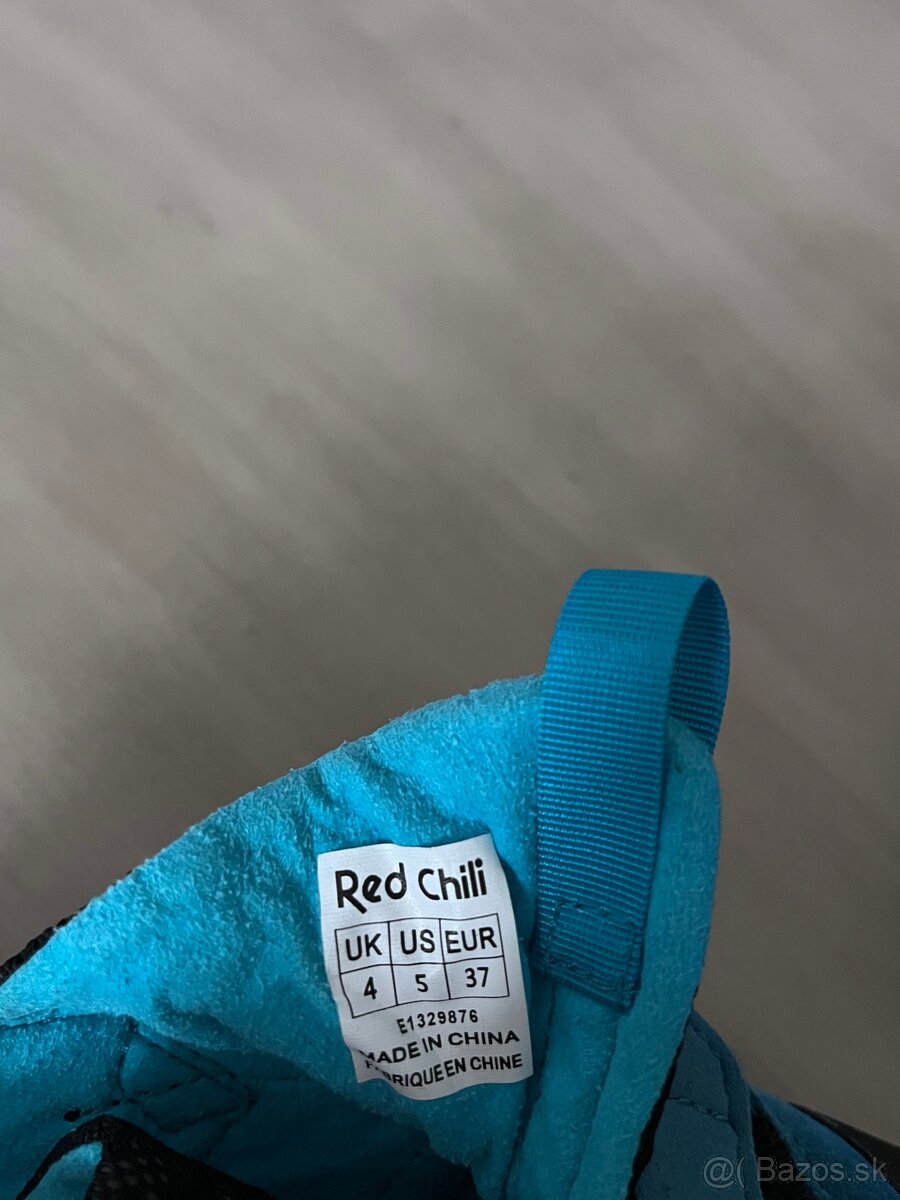 Red Chili
UK US EUR
4 5 37
E1329876
MADE IN CHINA
FABRIQUE EN CHINE
@( Bazos.sk